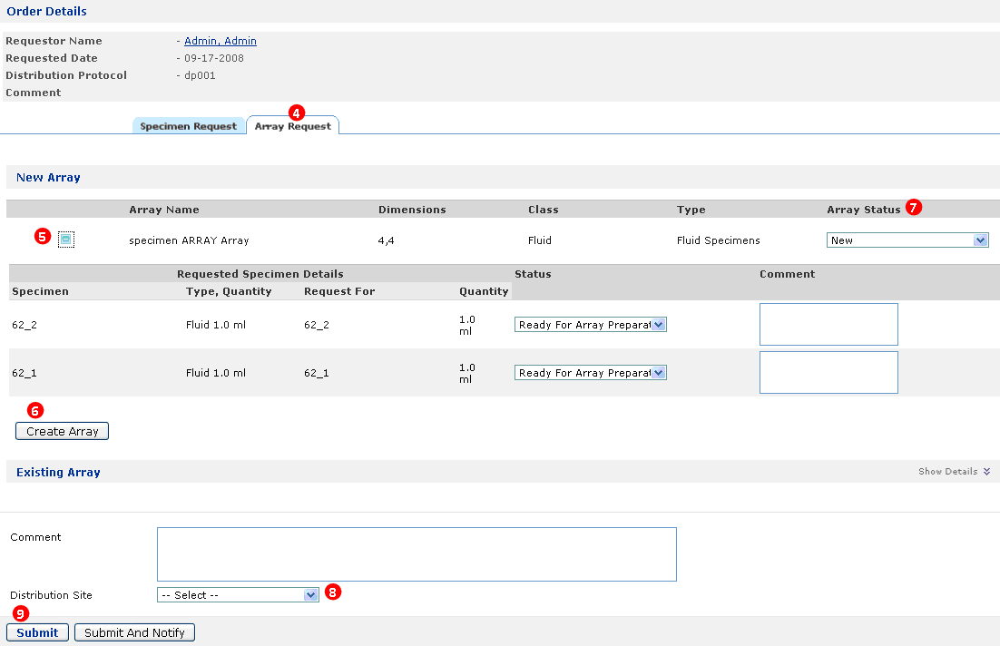 Order Details
Requestor Name - Admin, Admin
Requested Date - 09-17-2008
Distribution Protocol - dp001
Comment
4
Specimen Request Array Request
New Array
Array Name Dimensions Class Type Array Status 7
5 specimen ARRAY Array 4,4 Fluid Fluid Specimens New
Requested Specimen Details Status Comment
Specimen Type, Quantity Request For Quantity
62_2 Fluid 1.0 ml 62_2 1.0 ml Ready For Array Preparat
62_1 Fluid 1.0 ml 62_1 1.0 ml Ready For Array Preparat
6
Create Array
Existing Array Show Details
Comment
Distribution Site -- Select -- 8
9
Submit Submit And Notify